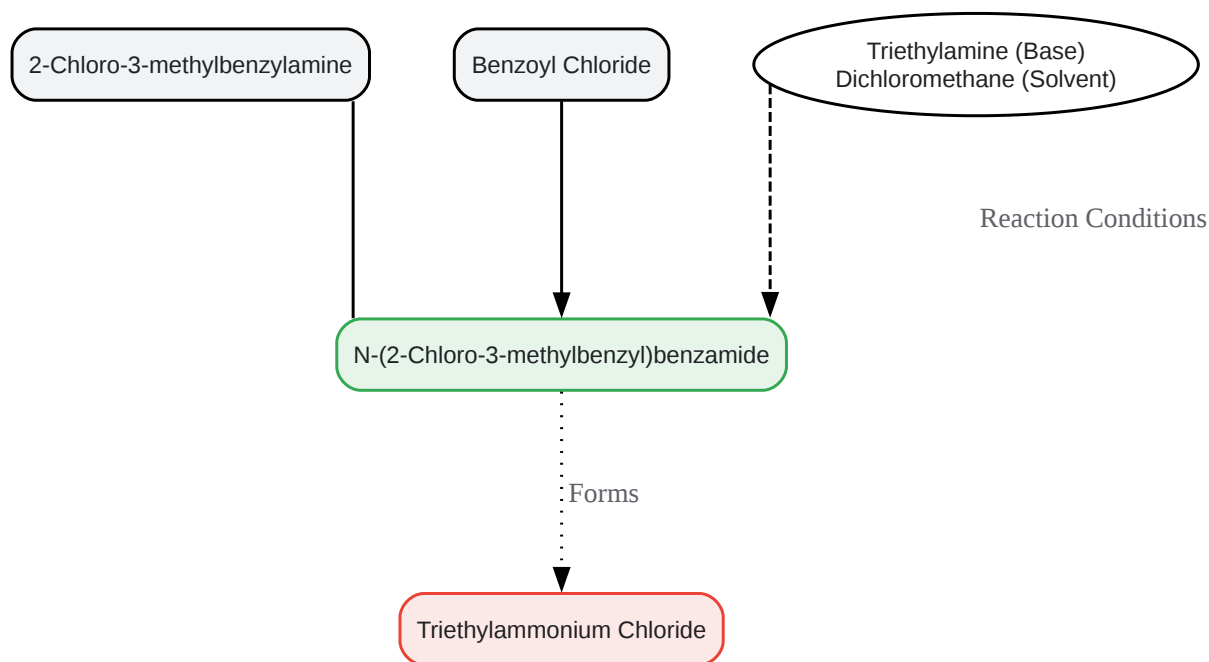 2-Chloro-3-methylbenzylamine
Benzoyl Chloride
Triethylamine (Base)
Dichloromethane (Solvent)
Reaction Conditions
N-(2-Chloro-3-methylbenzyl)benzamide
Forms
Triethylammonium Chloride